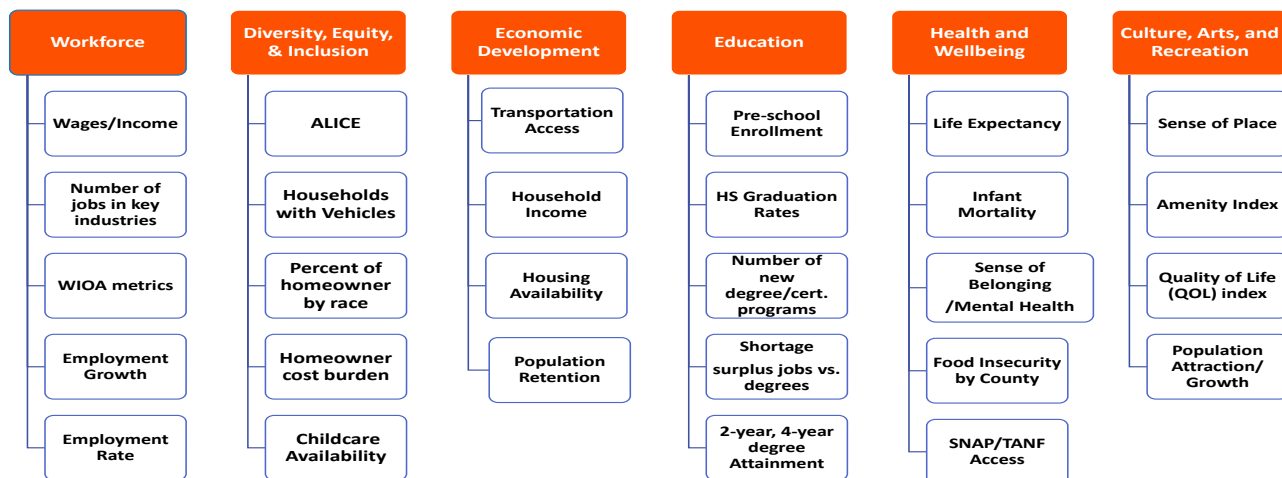 Workforce
Wages/Income
Number of
jobs in key
industries
WIOA metrics
Employment
Growth
Employment
Rate
Diversity, Equity,
& Inclusion
ALICE
Households
with Vehicles
Percent of
homeowner
by race
Homeowner
cost burden
Childcare
Availability
Economic
Development
Transportation
Access
Household
Income
Housing
Availability
Population
Retention
Education
Pre-school
Enrollment
HS Graduation
Rates
Number of
new
degree/cert.
programs
Shortage
surplus jobs vs.
degrees
2-year, 4-year
degree
Attainment
Health and
Wellbeing
Life Expectancy
Infant
Mortality
Sense of
Belonging
/Mental Health
Food Insecurity
by County
SNAP/TANF
Access
Culture, Arts, and
Recreation
Sense of Place
Amenity Index
Quality of Life
(QOL) index
Population
Attraction/
Growth